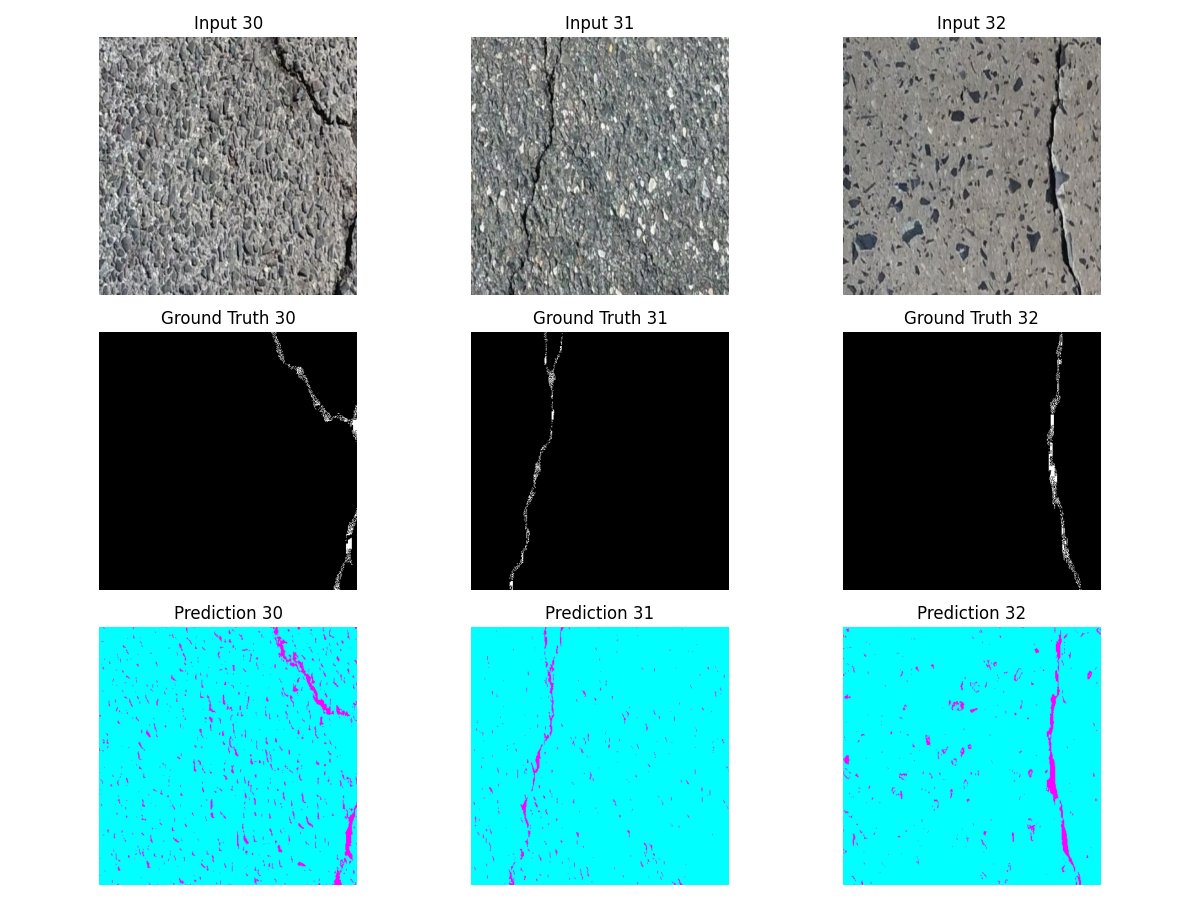 Input 30
Input 31
Input 32
Ground Truth 30
Ground Truth 31
Ground Truth 32
Prediction 30
Prediction 31
Prediction 32